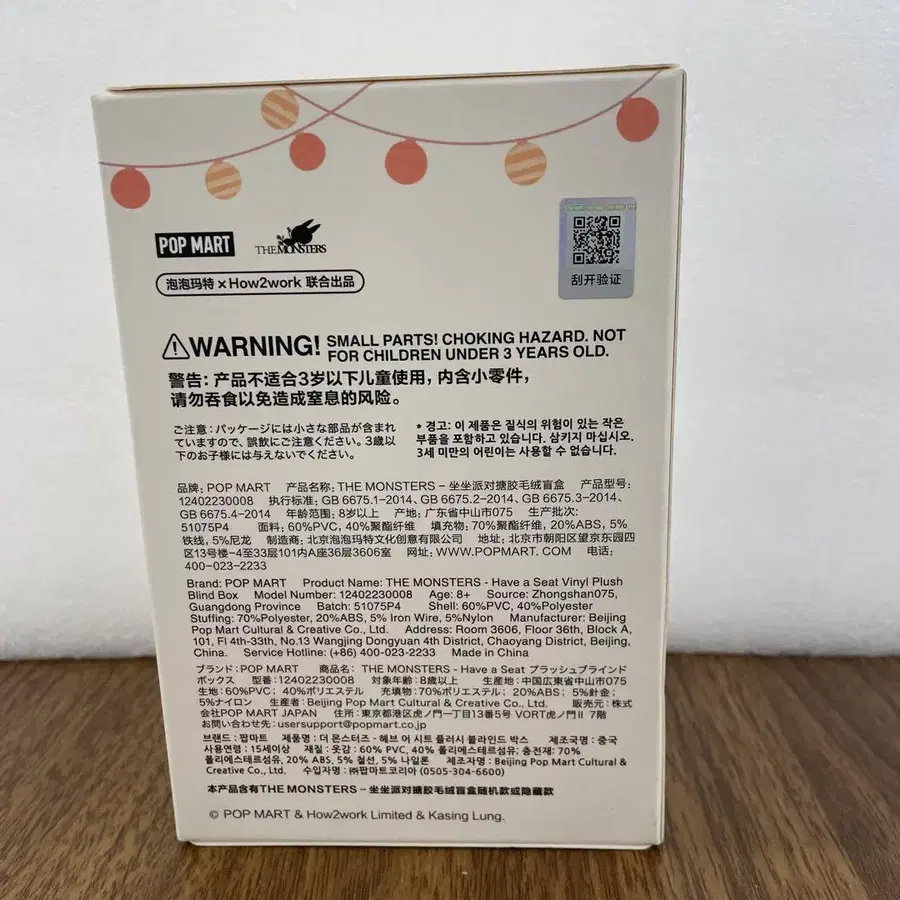 POP MART
THE MONSTERS
泡泡玛特 × How2work 联合出品
刮开验证
WARNING! SMALL PARTS! CHOKING HAZARD. NOT
FOR CHILDREN UNDER 3 YEARS OLD.
警告: 产品不适合3岁以下儿童使用, 内含小零件,
请勿吞食以免造成窒息的风险。
ご注意: パッケージには小さな部品が含まれ
ていますので、誤飲にご注意ください。3歳以
下のお子様には与えないでください。
* 경고: 이 제품은 질식의 위험이 있는 작은
부품을 포함하고 있습니다. 삼키지 마십시오.
3세 미만의 어린이는 사용할 수 없습니다.
品牌: POP MART 产品名称: THE MONSTERS – 坐坐派对搪胶毛绒盲盒 产品型号:
12402230008 执行标准: GB 6675.1–2014、GB 6675.2–2014、GB 6675.3–2014、
GB 6675.4–2014 年龄范围: 8岁以上 产地: 广东省中山市075 生产批次:
51075P4 面料: 60%PVC, 40%聚酯纤维 填充物: 70%聚酯纤维, 20%ABS, 5%
铁线, 5%尼龙 制造商: 北京泡泡玛特文化创意有限公司 地址: 北京市朝阳区望京东园四
区13号楼-4至33层101内A座36层3606室 网址: WWW.POPMART. COM 电话:
400-023-2233
Brand: POP MART Product Name: THE MONSTERS - Have a Seat Vinyl Plush
Blind Box Model Number: 12402230008 Age: 8+ Source: Zhongshan075,
Guangdong Province Batch: 51075P4 Shell: 60%PVC, 40%Polyester
Stuffing: 70%Polyester, 20%ABS, 5% Iron Wire, 5%Nylon Manufacturer: Beijing
Pop Mart Cultural & Creative Co., Ltd. Address: Room 3606, Floor 36th, Block A,
101, Fl 4th-33th, No.13 Wangjing Dongyuan 4th District, Chaoyang District, Beijing,
China. Service Hotline: (+86) 400-023-2233 Made in China
ブランド: POP MART 商品名: THE MONSTERS - Have a Seat プラッシュブラインド
ボックス 型番: 12402230008 対象年齢: 8歳以上 生産地: 中国広東省中山市075
生地: 60%PVC; 40%ポリエステル 充填物: 70%ポリエステル; 20%ABS; 5%針金;
5%ナイロン 生産者: Beijing Pop Mart Cultural & Creative Co., Ltd. 販売元: 株式
会社POP MART JAPAN 住所: 東京都港区虎ノ門一丁目13番5号 VORT虎ノ門II 7階
お問い合わせ先: usersupport@popmart.co.jp
브랜드: 팝마트 제품명: 더 몬스터즈 - 헤브 어 시트 플러시 블라인드 박스 제조국명: 중국
사용연령: 15세이상 재질: 옷감: 60% PVC, 40% 폴리에스테르섬유; 충전재: 70%
폴리에스테르섬유, 20% ABS, 5% 철선, 5% 나일론 제조자명: Beijing Pop Mart Cultural &
Creative Co., Ltd. 수입자명: ㈜팝마트코리아 (0505-304-6600)
本产品含有THE MONSTERS – 坐坐派对搪胶毛绒盲盒随机款或隐藏款
© POP MART & How2work Limited & Kasing Lung.